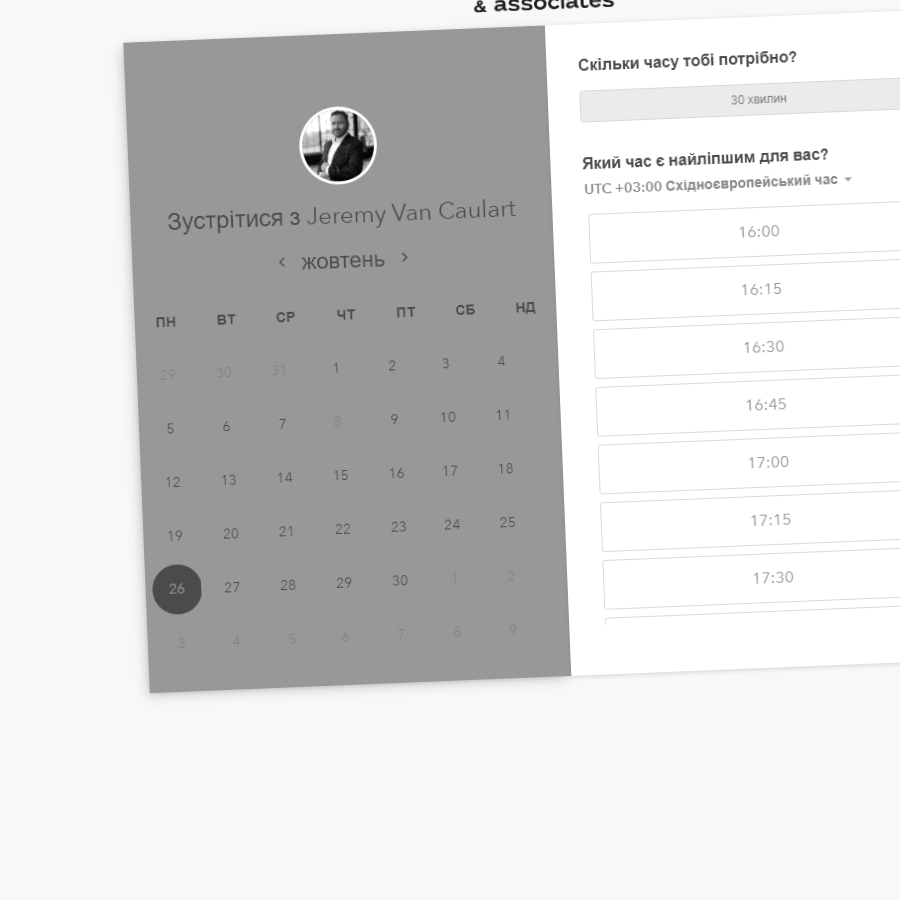 & associates
Зустрітися з Jeremy Van Caulart
жовтень
ПН ВТ СР ЧТ ПТ СБ НД
29 30 31 1 2 3 4
5 6 7 8 9 10 11
12 13 14 15 16 17 18
19 20 21 22 23 24 25
26 27 28 29 30 1 2
3 4 5 6 7 8 9
Скільки часу тобі потрібно?
30 хвилин
Який час є найліпшим для вас?
UTC +03:00 Східноєвропейський час
16:00
16:15
16:30
16:45
17:00
17:15
17:30